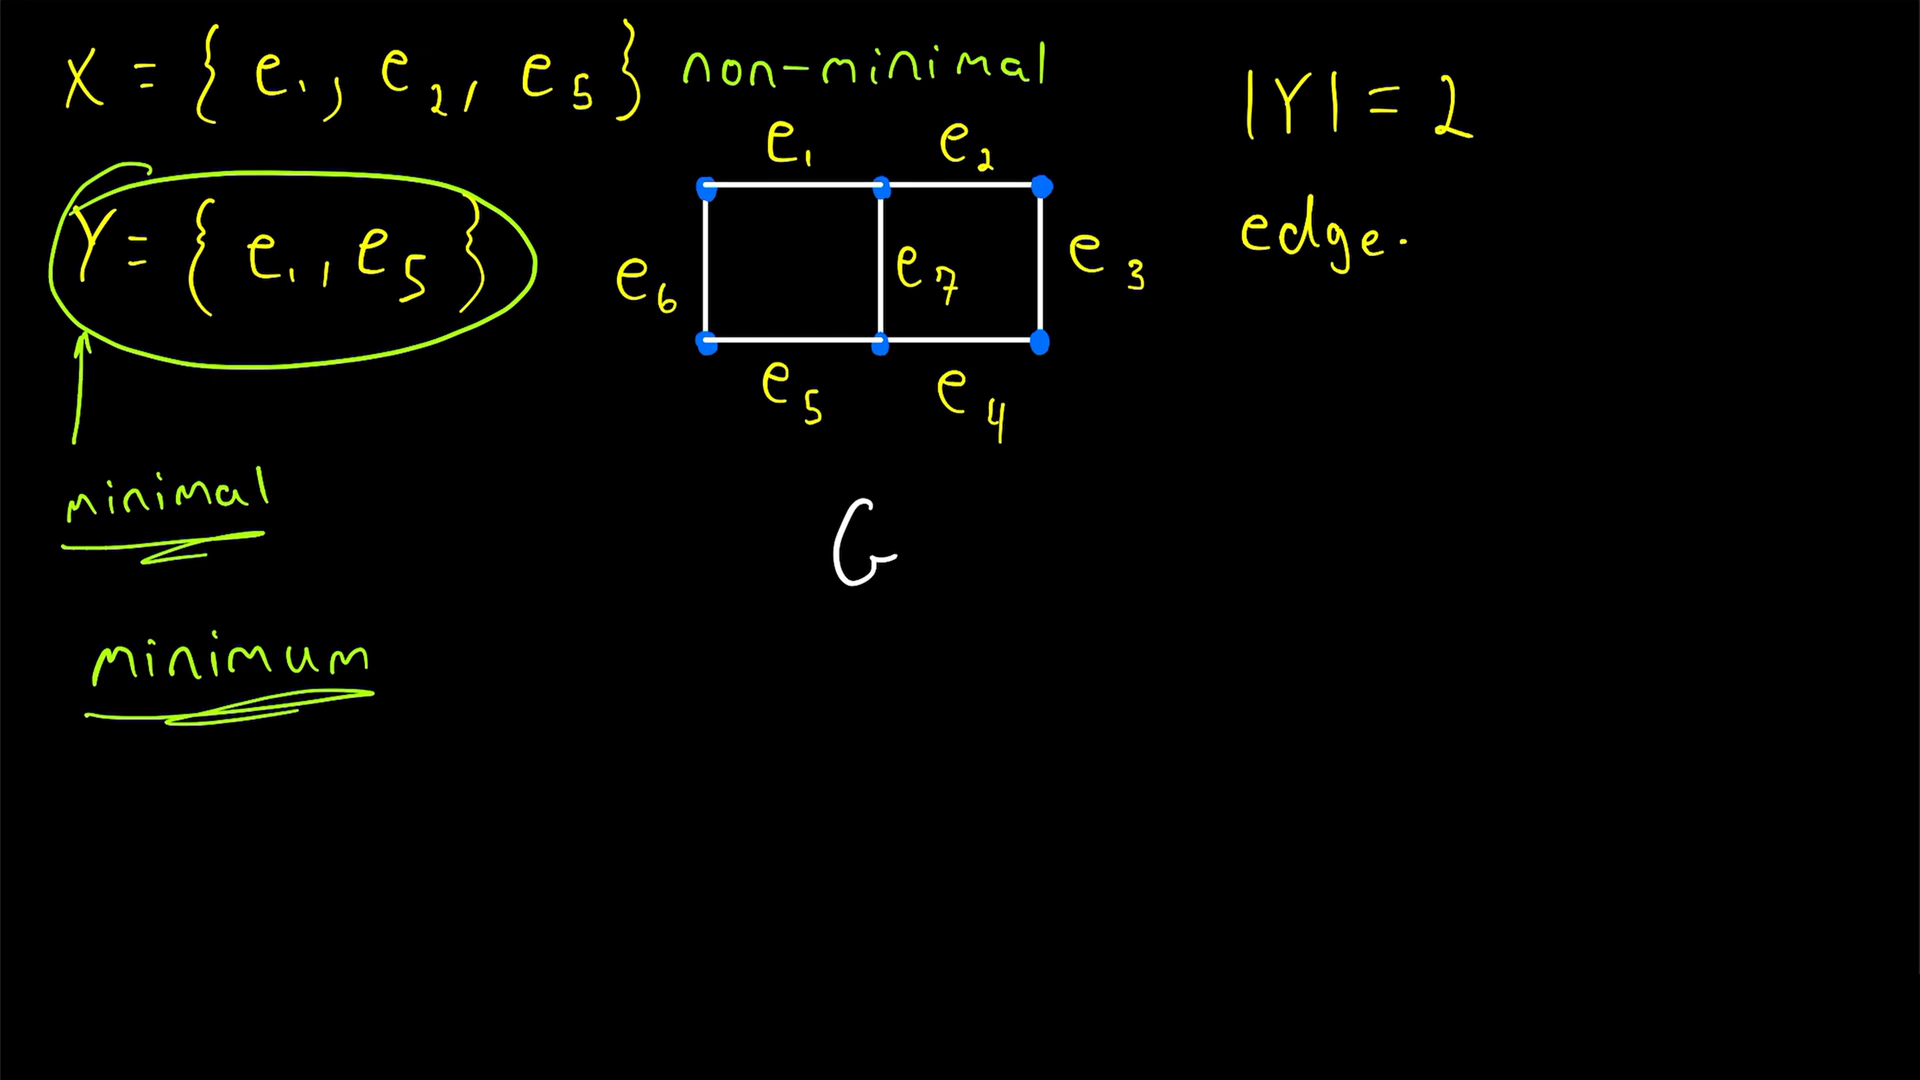 X = { e₁, e₂, e₅ } non-minimal
|Y| = 2
e₁ e₂
Y = { e₁, e₅ }
edge.
e₆ e₇ e₃
e₅ e₄
minimal
G
minimum